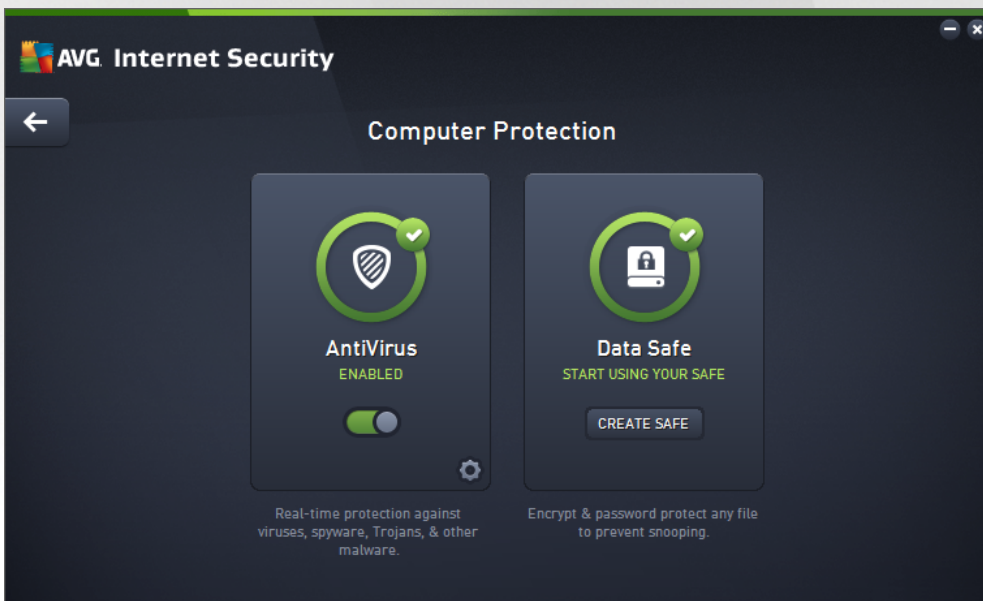 AVG. Internet Security
Computer Protection
AntiVirus
ENABLED
Real-time protection against
viruses, spyware, Trojans, & other
malware.
Data Safe
START USING YOUR SAFE
CREATE SAFE
Encrypt & password protect any file
to prevent snooping.